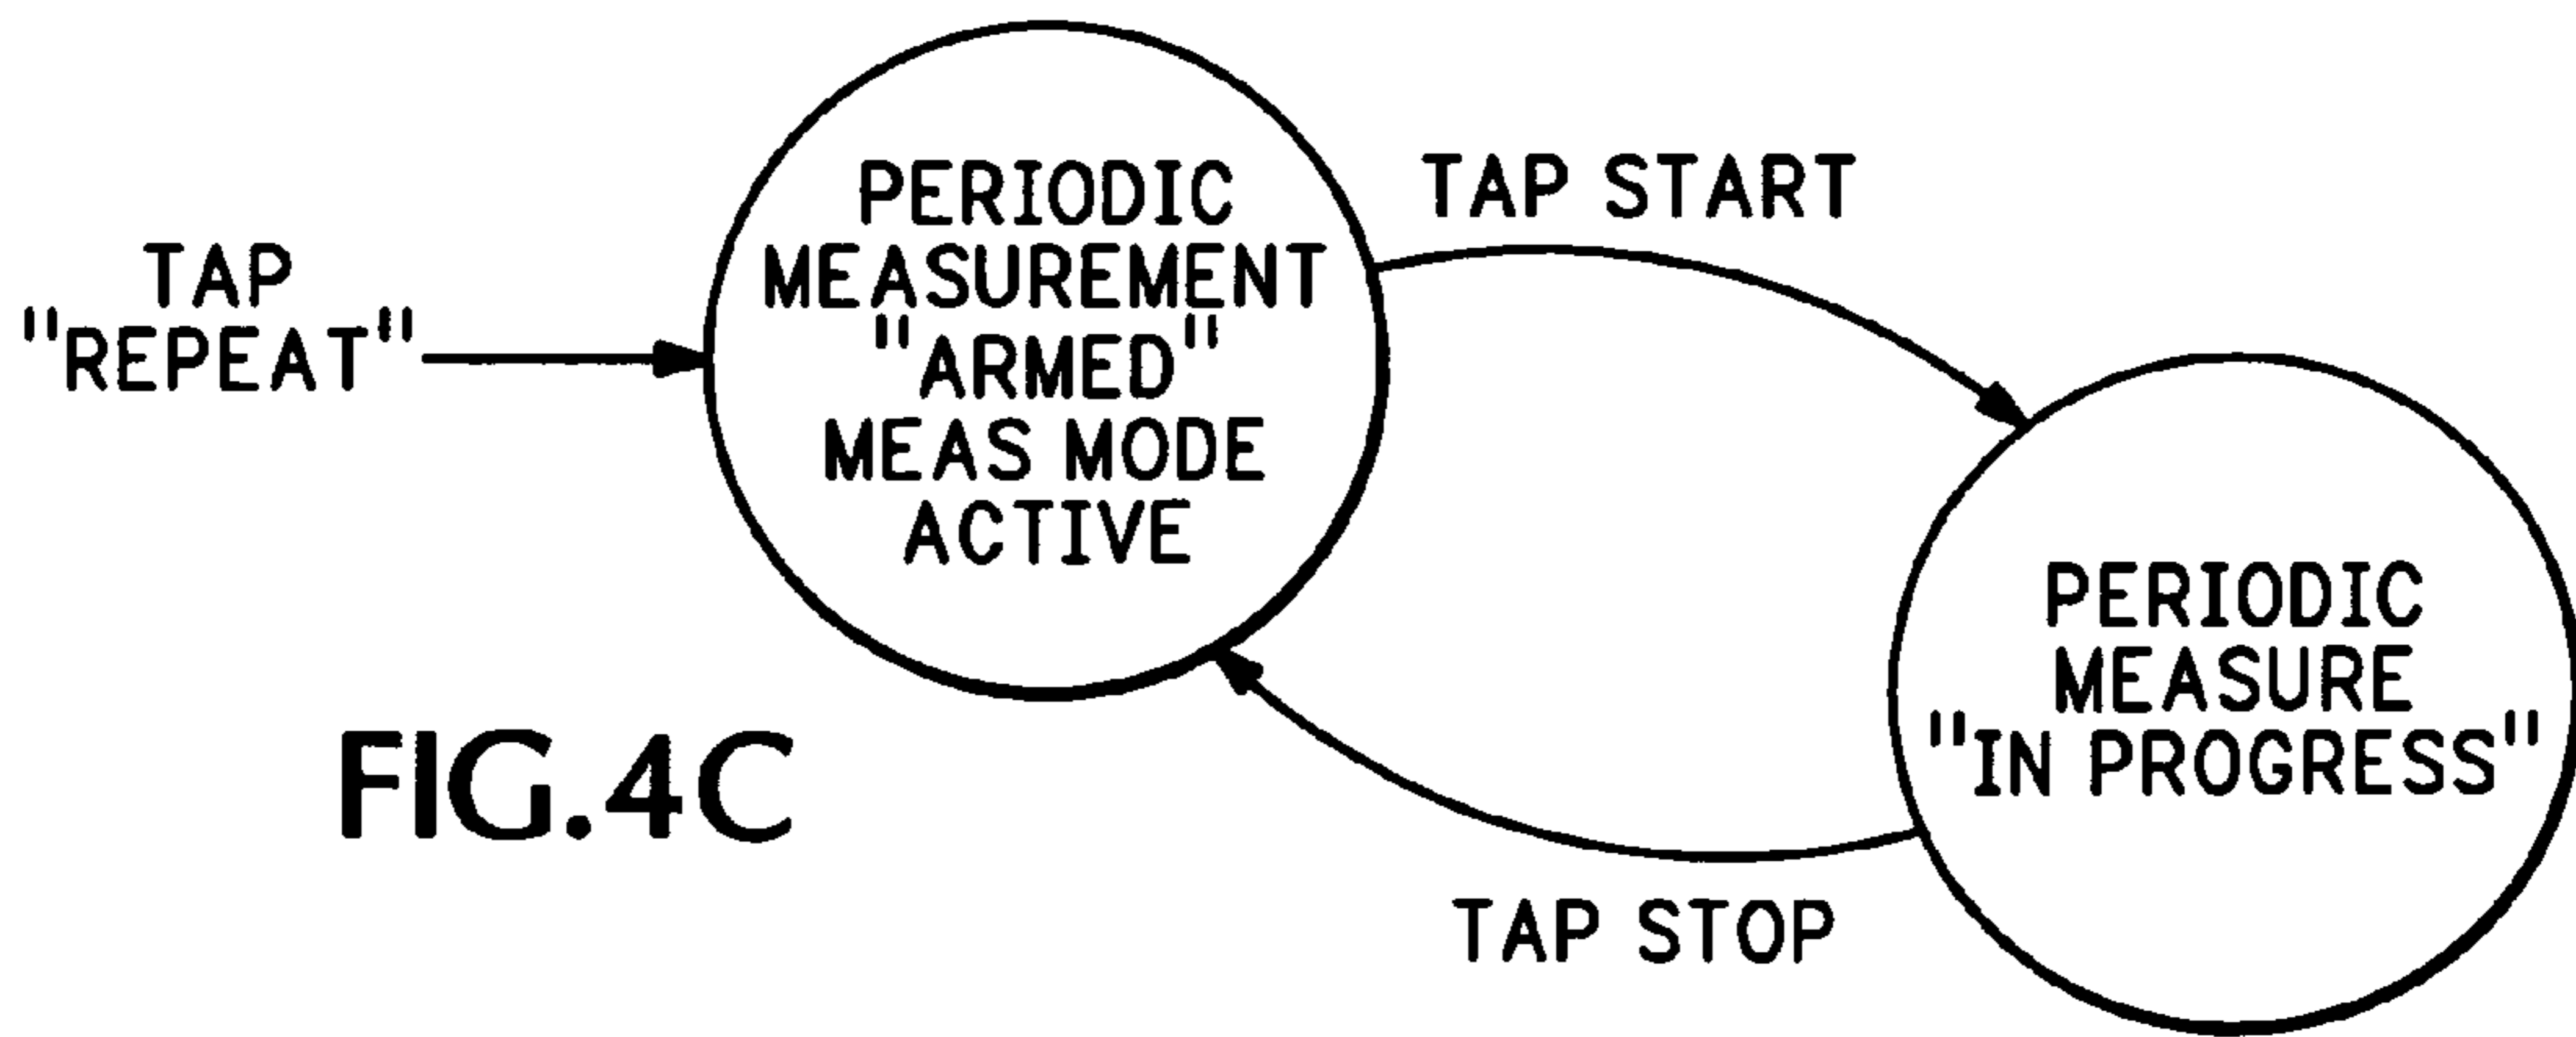 TAP
"REPEAT"
PERIODIC
MEASUREMENT
"ARMED"
MEAS MODE
ACTIVE
TAP START
PERIODIC
MEASURE
"IN PROGRESS"
TAP STOP
FIG.4C